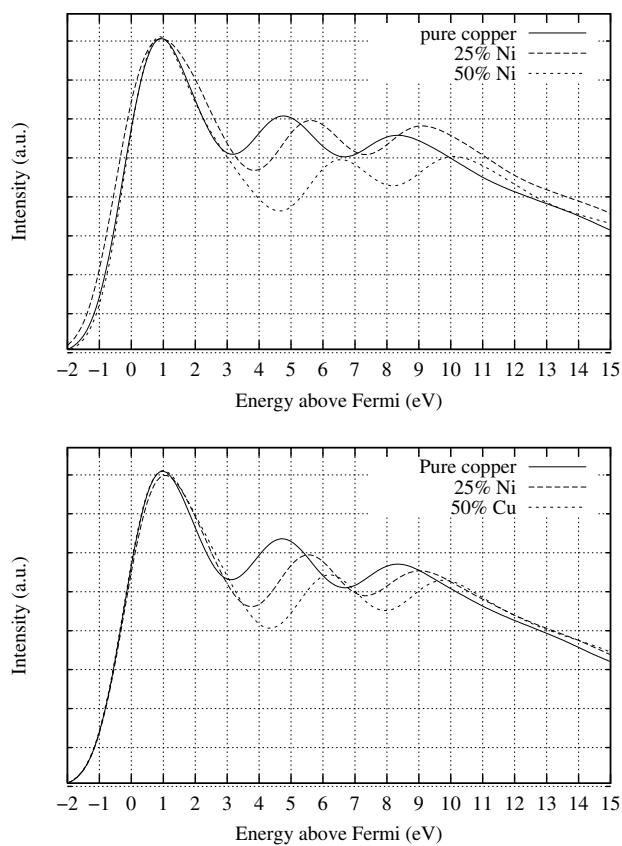 pure copper
25% Ni
50% Ni
Intensity (a.u.)
−2 −1 0 1 2 3 4 5 6 7 8 9 10 11 12 13 14 15
Energy above Fermi (eV)
Pure copper
25% Ni
50% Cu
Intensity (a.u.)
−2 −1 0 1 2 3 4 5 6 7 8 9 10 11 12 13 14 15
Energy above Fermi (eV)